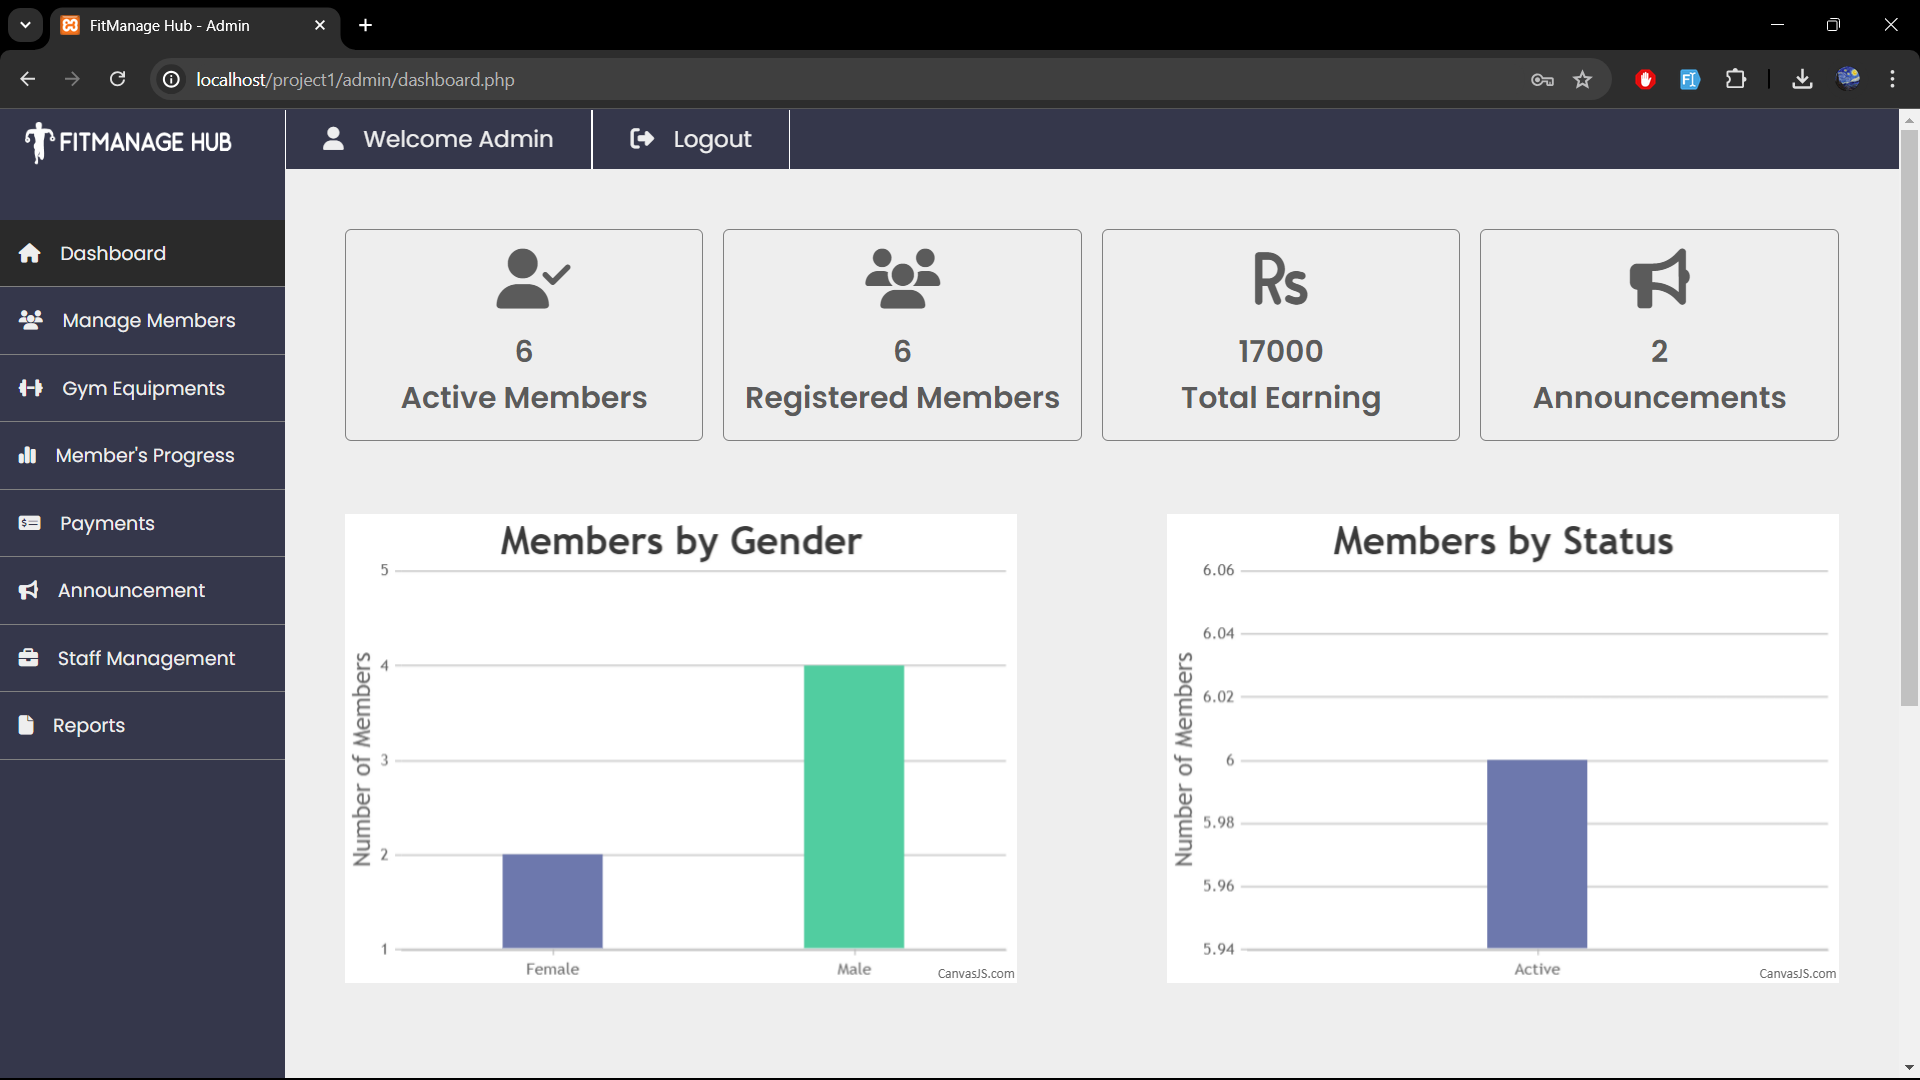 FitManage Hub - Admin
localhost/project1/admin/dashboard.php
FITMANAGE HUB
Welcome Admin
Logout
Dashboard
Manage Members
Gym Equipments
Member's Progress
Payments
Announcement
Staff Management
Reports
6
Active Members
6
Registered Members
Rs
17000
Total Earning
2
Announcements
Members by Gender
Number of Members
5
4
3
2
1
Female
Male
CanvasJS.com
Members by Status
Number of Members
6.06
6.04
6.02
6
5.98
5.96
5.94
Active
CanvasJS.com